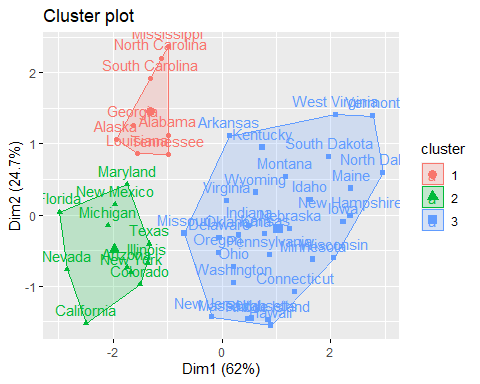 Cluster plot
Mississippi
North Carolina
South Carolina
Georgia
Alaska
Alabama
Louisiana
Tennessee
Maryland
New Mexico
Florida
Michigan
Texas
Illinois
Arizona
New York
Nevada
Colorado
California
West Virginia
Vermont
Arkansas
Kentucky
South Dakota
North Dak
Montana
Wyoming
Virginia
Idaho
Maine
New Hampshire
Indiana
Nebraska
Iowa
Missouri
Delaware
Oklahoma
Oregon
Pennsylvania
Wisconsin
Minnesota
Ohio
Washington
Connecticut
New Jersey
Hawaii
2
1
0
-1
-2
0
2
Dim1 (62%)
Dim2 (24.7%)
cluster
1
2
3